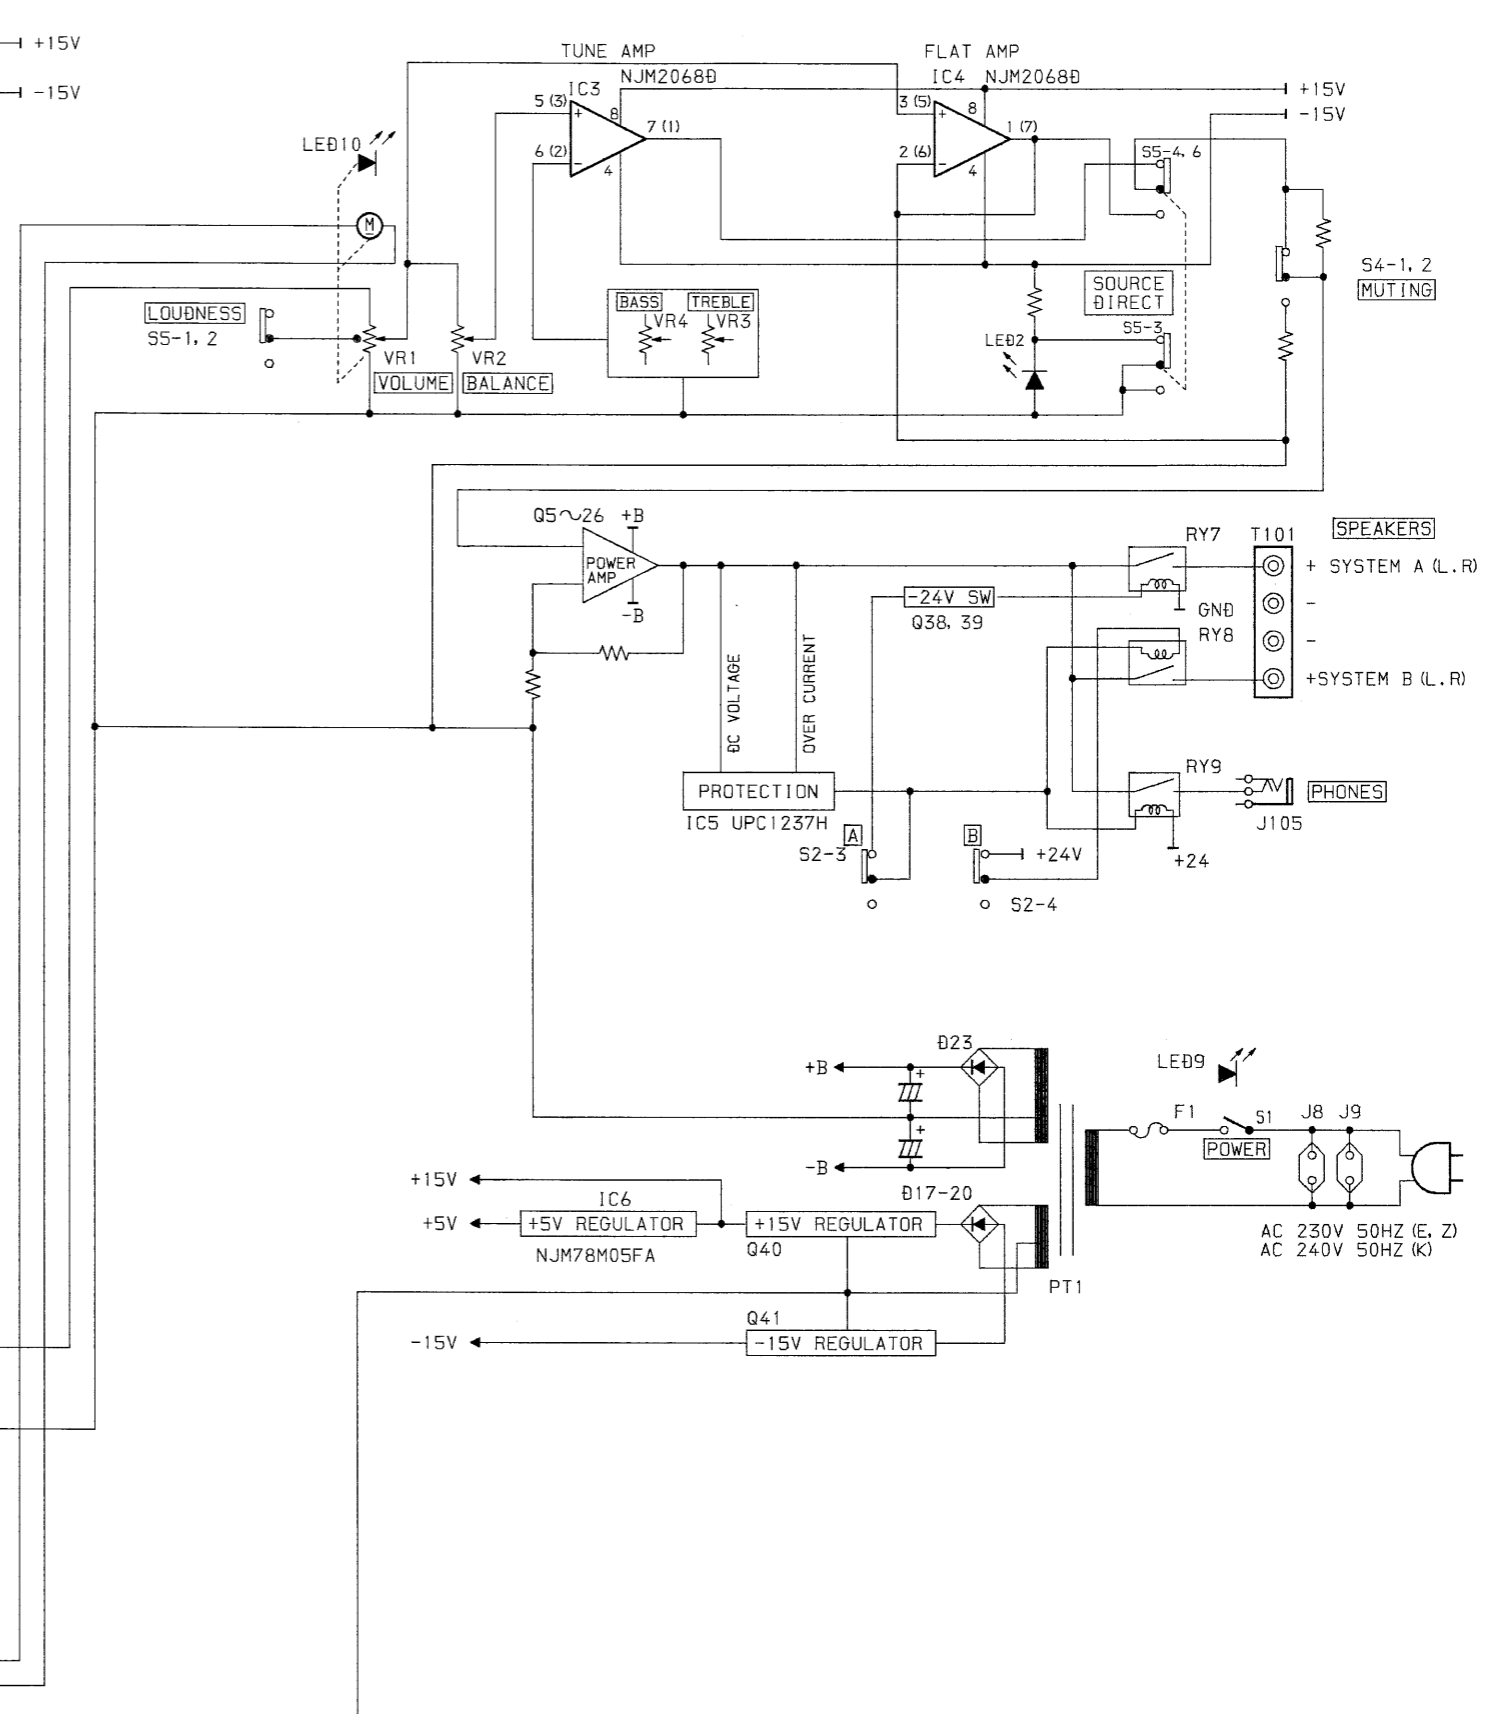 +15V
-15V
TUNE AMP
IC3 NJM2068D
5 (3)
+
8
7 (1)
6 (2)
-
4
FLAT AMP
IC4 NJM2068D
3 (5)
+
8
1 (7)
2 (6)
-
4
+15V
-15V
S5-4, 6
LED10
M
LOUDNESS
S5-1, 2
VR1
VOLUME
VR2
BALANCE
BASS
VR4
TREBLE
VR3
SOURCE
DIRECT
S5-3
LED2
S4-1, 2
MUTING
Q5~26
+B
POWER
AMP
-B
DC VOLTAGE
OVER CURRENT
PROTECTION
IC5 UPC1237H
-24V SW
Q38, 39
RY7
GND
RY8
T101
SPEAKERS
+ SYSTEM A (L.R)
-
-
+SYSTEM B (L.R)
RY9
+24
J105
PHONES
A
S2-3
B
+24V
S2-4
D23
+B
+
+
-B
LED9
F1
S1
POWER
J8
J9
AC 230V 50HZ (E, Z)
AC 240V 50HZ (K)
D17-20
+15V
IC6
+5V
+5V REGULATOR
NJM78M05FA
+15V REGULATOR
Q40
PT1
Q41
-15V
-15V REGULATOR